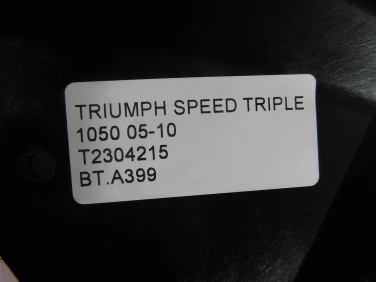 TRIUMPH SPEED TRIPLE
1050 05-10
T2304215
BT.A399